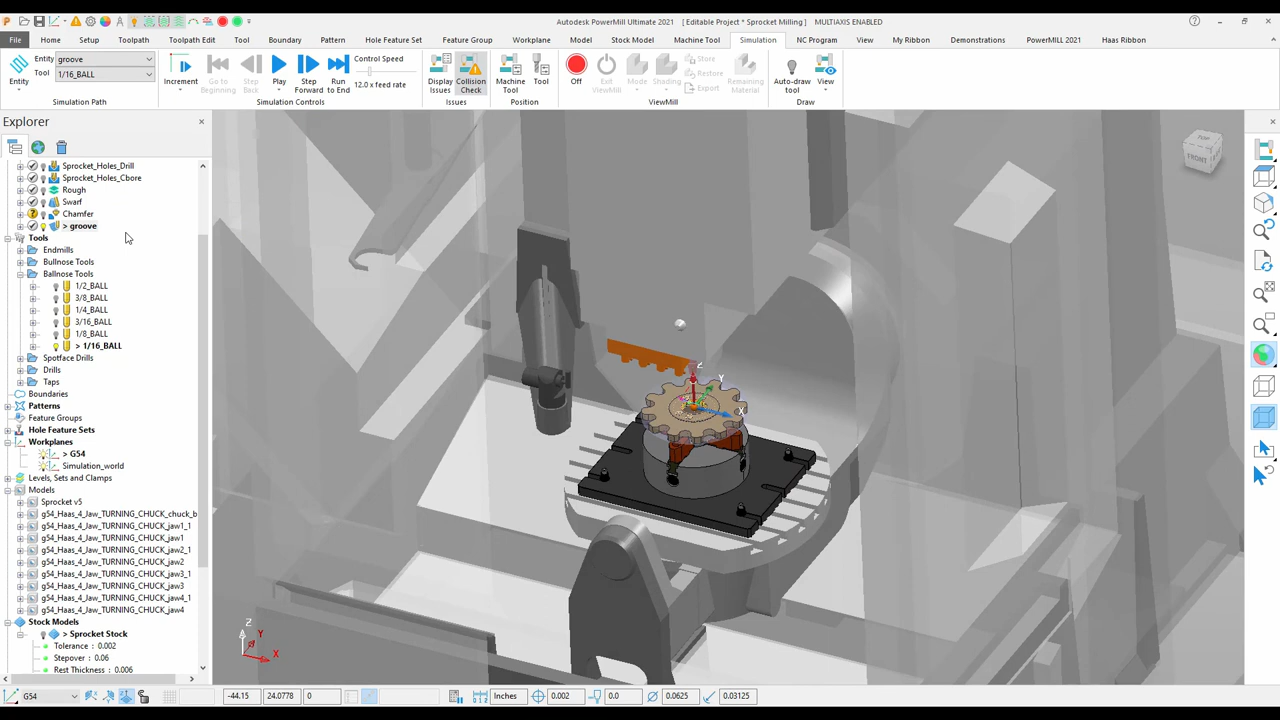 Autodesk PowerMill Ultimate 2021 [ Editable Project * Sprocket Milling ] MULTIAXIS ENABLED
File Home Setup Toolpath Toolpath Edit Tool Boundary Pattern Hole Feature Set Feature Group Workplane Model Stock Model Machine Tool Simulation NC Program View My Ribbon Demonstrations PowerMILL 2021 Haas Ribbon
Entity groove
Tool 1/16_BALL
Entity
Simulation Path
Increment
Go to Beginning
Step Back
Play
Step Forward
Run to End
Control Speed
12.0 x feed rate
Simulation Controls
Display Issues
Collision Check
Issues
Machine Tool
Tool
Position
Off
Exit ViewMill
Mode
Shading
Store
Restore
Export
Remaining Material
ViewMill
Auto-draw tool
View
Draw
Explorer
Sprocket_Holes_Drill
Sprocket_Holes_Cbore
Rough
Swarf
Chamfer
> groove
Tools
Endmills
Bullnose Tools
Ballnose Tools
1/2_BALL
3/8_BALL
1/4_BALL
3/16_BALL
1/8_BALL
> 1/16_BALL
Spotface Drills
Drills
Taps
Boundaries
Patterns
Feature Groups
Hole Feature Sets
Workplanes
> G54
Simulation_world
Levels, Sets and Clamps
Models
Sprocket v5
g54_Haas_4_Jaw_TURNING_CHUCK_chuck_b
g54_Haas_4_Jaw_TURNING_CHUCK_jaw1_1
g54_Haas_4_Jaw_TURNING_CHUCK_jaw1
g54_Haas_4_Jaw_TURNING_CHUCK_jaw2_1
g54_Haas_4_Jaw_TURNING_CHUCK_jaw2
g54_Haas_4_Jaw_TURNING_CHUCK_jaw3_1
g54_Haas_4_Jaw_TURNING_CHUCK_jaw3
g54_Haas_4_Jaw_TURNING_CHUCK_jaw4_1
g54_Haas_4_Jaw_TURNING_CHUCK_jaw4
Stock Models
> Sprocket Stock
Tolerance : 0.002
Stepover : 0.06
Rest Thickness : 0.006
TOP
FRONT
Z
Y
X
Z
Y
X
G54 -44.15 24.0778 0 Inches 0.002 0.0 0.0625 0.03125